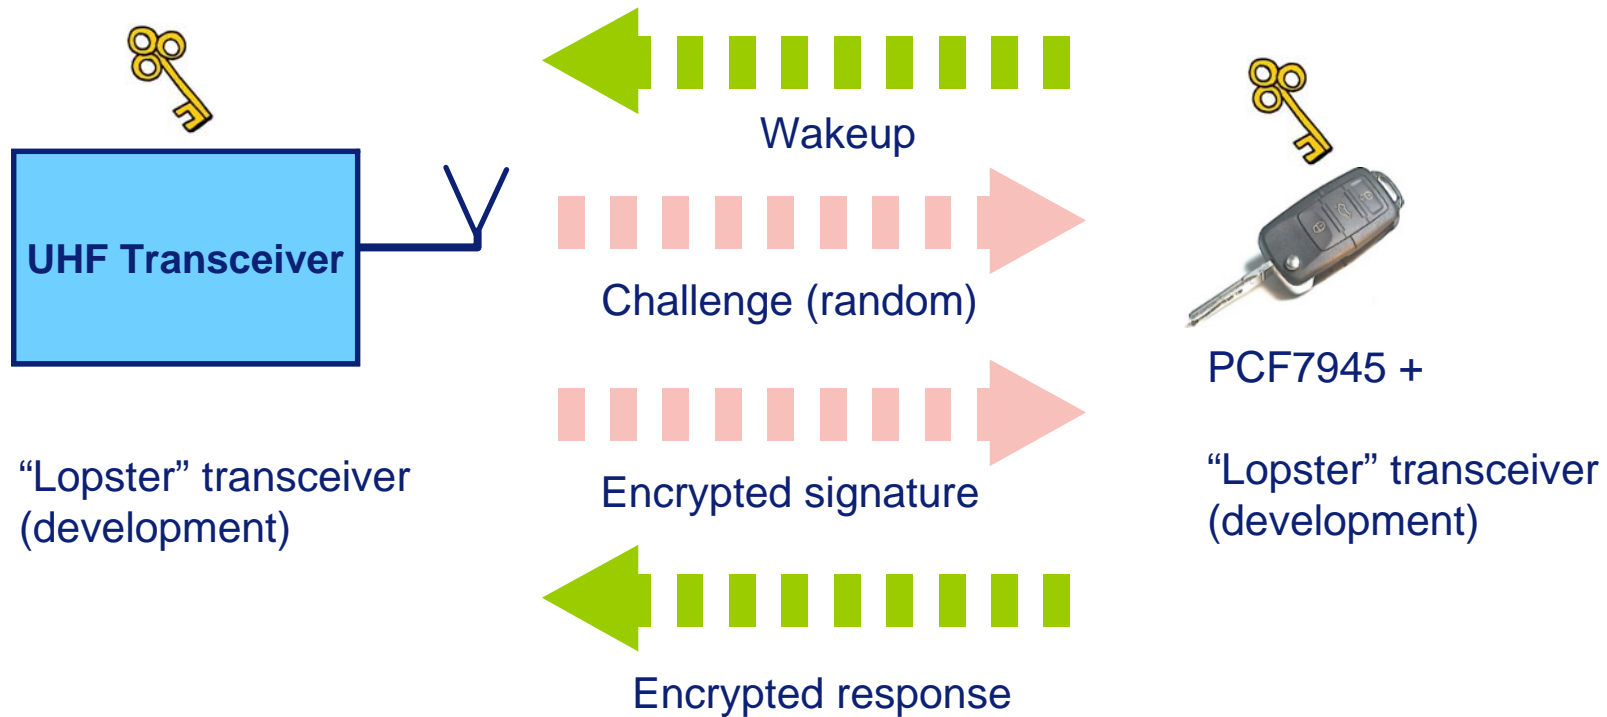 UHF Transceiver
“Lopster” transceiver
(development)
Wakeup
Challenge (random)
Encrypted signature
Encrypted response
PCF7945 +
“Lopster” transceiver
(development)